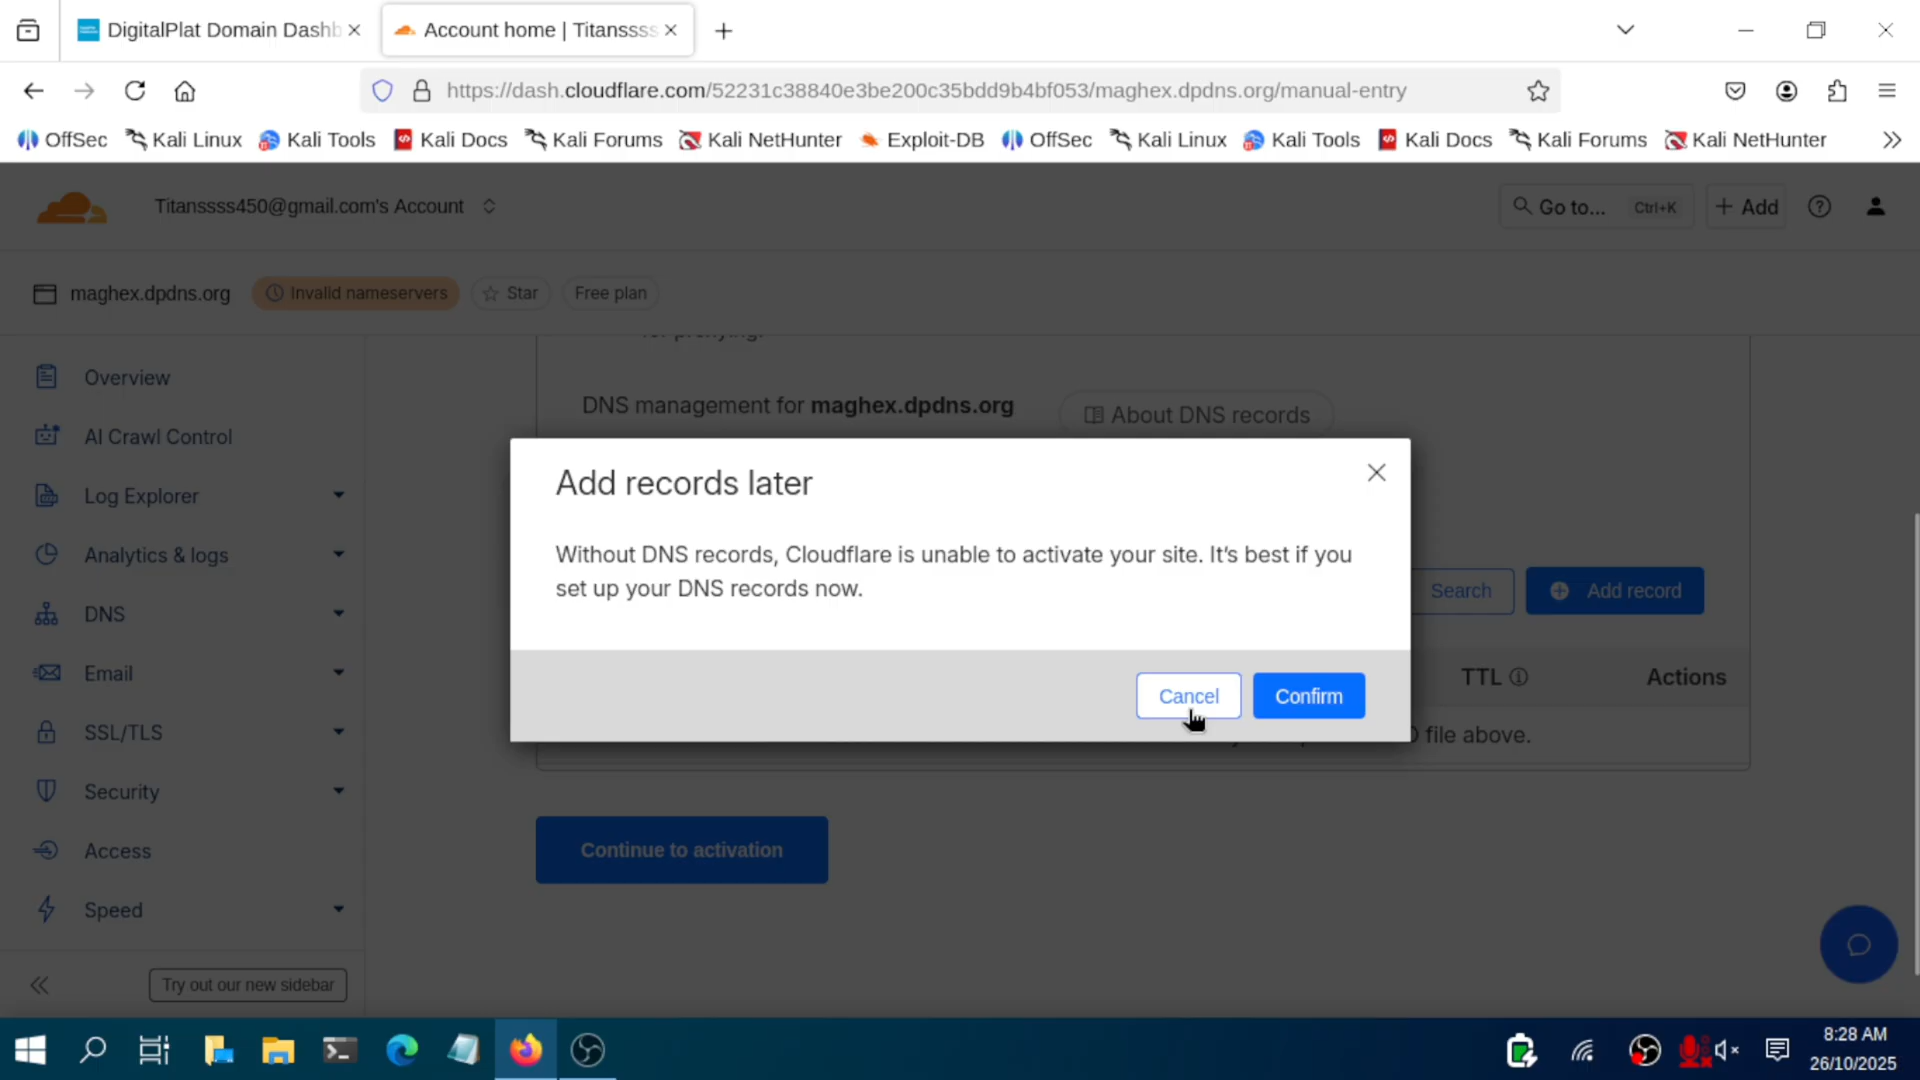 DigitalPlat Domain Dashb
Account home | Titanssss
https://dash.cloudflare.com/52231c38840e3be200c35bdd9b4bf053/maghex.dpdns.org/manual-entry
OffSec Kali Linux Kali Tools Kali Docs Kali Forums Kali NetHunter Exploit-DB OffSec Kali Linux Kali Tools Kali Docs Kali Forums Kali NetHunter
Titanssss450@gmail.com's Account
Go to... Ctrl+K
+ Add
maghex.dpdns.org
Invalid nameservers
Star
Free plan
for proxying.
Overview
AI Crawl Control
Log Explorer
Analytics & logs
DNS
Email
SSL/TLS
Security
Access
Speed
Try out our new sidebar
DNS management for maghex.dpdns.org
About DNS records
Add records later
Without DNS records, Cloudflare is unable to activate your site. It's best if you
set up your DNS records now.
Cancel
Confirm
Search
Add record
TTL
Actions
file above.
Continue to activation
8:28 AM
26/10/2025